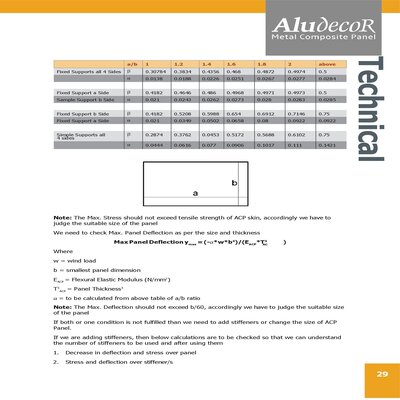 AluDecoR
Metal Composite Panel
Technical
a/b 1 1.2 1.4 1.6 1.8 2 above
Fixed Supports all 4 Sides β 0.30784 0.3834 0.4356 0.468 0.4872 0.4974 0.5
α 0.0138 0.0188 0.0226 0.0251 0.0267 0.0277 0.0284
Fixed Support a Side β 0.4182 0.4646 0.486 0.4968 0.4971 0.4973 0.5
Sample Support b Side α 0.021 0.0243 0.0262 0.0273 0.028 0.0283 0.0285
Fixed Support b Side β 0.4182 0.5208 0.5988 0.654 0.6912 0.7146 0.75
Fixed Support a Side α 0.021 0.0349 0.0502 0.0658 0.08 0.0922 0.0922
Simple Supports all β 0.2874 0.3762 0.0453 0.5172 0.5688 0.6102 0.75
4 sides
α 0.0444 0.0616 0.077 0.0906 0.1017 0.111 0.1421
b
a
Note: The Max. Stress should not exceed tensile strength of ACP skin, accordingly we have to
judge the suitable size of the panel
We need to check Max. Panel Deflection as per the size and thickness
Max Panel Deflection y max = (-α*w*b⁴)/(E ACP *T³ )
Where
w = wind load
b = smallest panel dimension
E ACP = Flexural Elastic Modulus (N/mm²)
T³ ACP = Panel Thickness³
α = to be calculated from above table of a/b ratio
Note: The Max. Deflection should not exceed b/60, accordingly we have to judge the suitable size
of the panel
If both or one condition is not fulfilled than we need to add stiffeners or change the size of ACP
Panel.
If we are adding stiffeners, then below calculations are to be checked so that we can understand
the number of stiffeners to be used and after using them
1. Decrease in deflection and stress over panel
2. Stress and deflection over stiffener/s
29